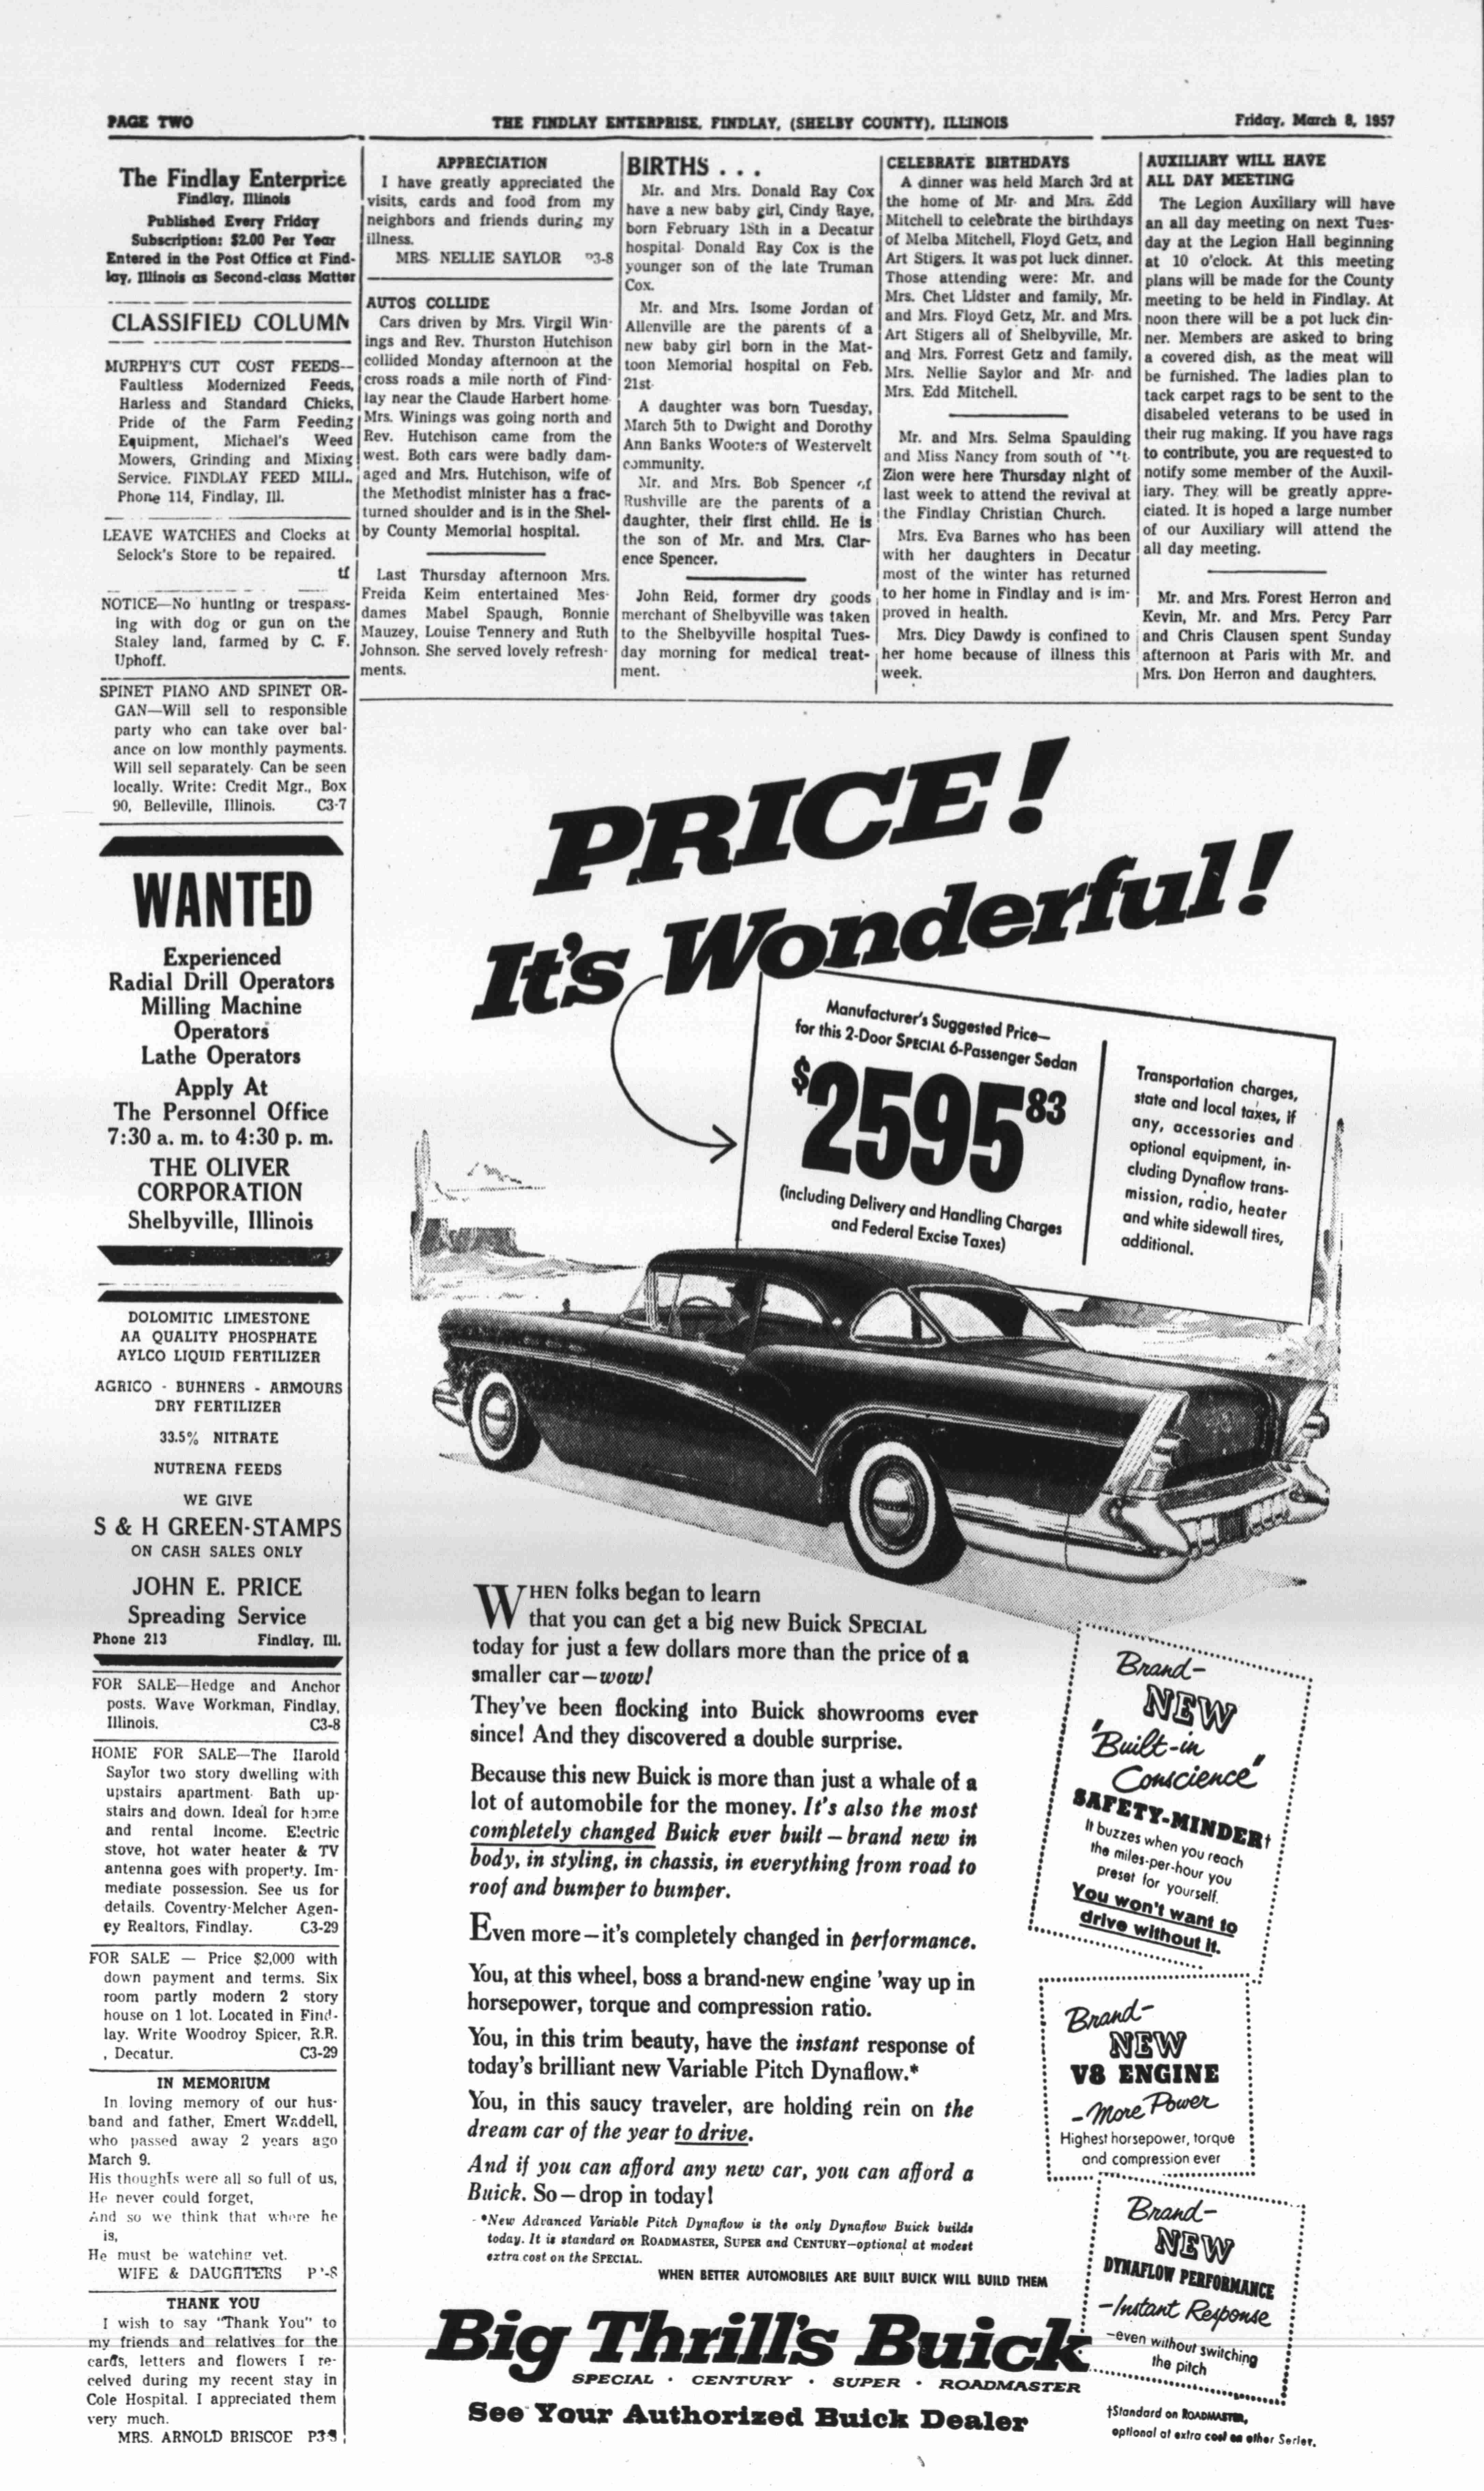 PAGE TWO
THE FINDLAY ENTERPRISE, FINDLAY, (SHELBY COUNTY), ILLINOIS
Friday, March 8, 1957
The Findlay Enterprise
Findlay, Illinois
Published Every Friday
Subscription: $2.00 Per Year
Entered in the Post Office at Find-
lay, Illinois as Second-class Matter
CLASSIFIED COLUMN
MURPHY'S CUT COST FEEDS—
Faultless Modernized Feeds,
Harless and Standard Chicks,
Pride of the Farm Feeding
Equipment, Michael's Weed
Mowers, Grinding and Mixing
Service. FINDLAY FEED MILL,
Phone 114, Findlay, Ill.
LEAVE WATCHES and Clocks at
Selock's Store to be repaired.
tf
NOTICE—No hunting or trespass-
ing with dog or gun on the
Staley land, farmed by C. F.
Uphoff.
SPINET PIANO AND SPINET OR-
GAN—Will sell to responsible
party who can take over bal-
ance on low monthly payments.
Will sell separately. Can be seen
locally. Write: Credit Mgr., Box
90, Belleville, Illinois. C3-7
WANTED
Experienced
Radial Drill Operators
Milling Machine
Operators
Lathe Operators
Apply At
The Personnel Office
7:30 a. m. to 4:30 p. m.
THE OLIVER
CORPORATION
Shelbyville, Illinois
DOLOMITIC LIMESTONE
AA QUALITY PHOSPHATE
AYLCO LIQUID FERTILIZER
AGRICO - BUHNERS - ARMOURS
DRY FERTILIZER
33.5% NITRATE
NUTRENA FEEDS
WE GIVE
S & H GREEN-STAMPS
ON CASH SALES ONLY
JOHN E. PRICE
Spreading Service
Phone 213 Findlay, Ill.
FOR SALE—Hedge and Anchor
posts. Wave Workman, Findlay,
Illinois. C3-8
HOME FOR SALE—The Harold
Saylor two story dwelling with
upstairs apartment. Bath up-
stairs and down. Ideal for home
and rental income. Electric
stove, hot water heater & TV
antenna goes with property. Im-
mediate possession. See us for
details. Coventry-Melcher Agen-
cy Realtors, Findlay. C3-29
FOR SALE — Price $2,000 with
down payment and terms. Six
room partly modern 2 story
house on 1 lot. Located in Find-
lay. Write Woodroy Spicer, R.R.
, Decatur. C3-29
IN MEMORIUM
In loving memory of our hus-
band and father, Emert Waddell,
who passed away 2 years ago
March 9.
His thoughts were all so full of us,
He never could forget,
And so we think that where he
is,
He must be watching yet.
WIFE & DAUGHTERS
THANK YOU
I wish to say "Thank You" to
my friends and relatives for the
cards, letters and flowers I re-
ceived during my recent stay in
Cole Hospital. I appreciated them
very much.
MRS. ARNOLD BRISCOE
APPRECIATION
I have greatly appreciated the
visits, cards and food from my
neighbors and friends during my
illness.
MRS. NELLIE SAYLOR P3-8
AUTOS COLLIDE
Cars driven by Mrs. Virgil Win-
ings and Rev. Thurston Hutchison
collided Monday afternoon at the
cross roads a mile north of Find-
lay near the Claude Harbert home.
Mrs. Winings was going north and
Rev. Hutchison came from the
west. Both cars were badly dam-
aged and Mrs. Hutchison, wife of
the Methodist minister has a frac-
turned shoulder and is in the Shel-
by County Memorial hospital.
Last Thursday afternoon Mrs.
Freida Keim entertained Mes-
dames Mabel Spaugh, Bonnie
Mauzey, Louise Tennery and Ruth
Johnson. She served lovely refresh-
ments.
BIRTHS . . .
Mr. and Mrs. Donald Ray Cox
have a new baby girl, Cindy Raye,
born February 18th in a Decatur
hospital. Donald Ray Cox is the
younger son of the late Truman
Cox.
Mr. and Mrs. Isome Jordan of
Allenville are the parents of a
new baby girl born in the Mat-
toon Memorial hospital on Feb.
21st.
A daughter was born Tuesday,
March 5th to Dwight and Dorothy
Ann Banks Wooters of Westervelt
community.
Mr. and Mrs. Bob Spencer of
Rushville are the parents of a
daughter, their first child. He is
the son of Mr. and Mrs. Clar-
ence Spencer.
John Reid, former dry goods
merchant of Shelbyville was taken
to the Shelbyville hospital Tues-
day morning for medical treat-
ment.
CELEBRATE BIRTHDAYS
A dinner was held March 3rd at
the home of Mr. and Mrs. Edd
Mitchell to celebrate the birthdays
of Melba Mitchell, Floyd Getz, and
Art Stigers. It was pot luck dinner.
Those attending were: Mr. and
Mrs. Chet Lidster and family, Mr.
and Mrs. Floyd Getz, Mr. and Mrs.
Art Stigers all of Shelbyville, Mr.
and Mrs. Forrest Getz and family,
Mrs. Nellie Saylor and Mr. and
Mrs. Edd Mitchell.
Mr. and Mrs. Selma Spaulding
and Miss Nancy from south of
Zion were here Thursday night of
last week to attend the revival at
the Findlay Christian Church.
Mrs. Eva Barnes who has been
with her daughters in Decatur
most of the winter has returned
to her home in Findlay and is im-
proved in health.
Mrs. Dicy Dawdy is confined to
her home because of illness this
week.
AUXILIARY WILL HAVE
ALL DAY MEETING
The Legion Auxiliary will have
an all day meeting on next Tues-
day at the Legion Hall beginning
at 10 o'clock. At this meeting
plans will be made for the County
meeting to be held in Findlay. At
noon there will be a pot luck din-
ner. Members are asked to bring
a covered dish, as the meat will
be furnished. The ladies plan to
tack carpet rags to be sent to the
disabeled veterans to be used in
their rug making. If you have rags
to contribute, you are requested to
notify some member of the Auxil-
iary. They will be greatly appre-
ciated. It is hoped a large number
of our Auxiliary will attend the
all day meeting.
Mr. and Mrs. Forest Herron and
Kevin, Mr. and Mrs. Percy Parr
and Chris Clausen spent Sunday
afternoon at Paris with Mr. and
Mrs. Don Herron and daughters.
PRICE!
It's Wonderful!
Manufacturer's Suggested Price—
for this 2-Door SPECIAL 6-Passenger Sedan
$2595 83
(including Delivery and Handling Charges
and Federal Excise Taxes)
Transportation charges,
state and local taxes, if
any, accessories and
optional equipment, in-
cluding Dynaflow trans-
mission, radio, heater
and white sidewall tires,
additional.
WHEN folks began to learn
that you can get a big new Buick SPECIAL
today for just a few dollars more than the price of a
smaller car—wow!
They've been flocking into Buick showrooms ever
since! And they discovered a double surprise.
Because this new Buick is more than just a whale of a
lot of automobile for the money. It's also the most
completely changed Buick ever built—brand new in
body, in styling, in chassis, in everything from road to
roof and bumper to bumper.
Even more—it's completely changed in performance.
You, at this wheel, boss a brand-new engine 'way up in
horsepower, torque and compression ratio.
You, in this trim beauty, have the instant response of
today's brilliant new Variable Pitch Dynaflow.*
You, in this saucy traveler, are holding rein on the
dream car of the year to drive.
And if you can afford any new car, you can afford a
Buick. So—drop in today!
*New Advanced Variable Pitch Dynaflow is the only Dynaflow Buick builds
today. It is standard on ROADMASTER, SUPER and CENTURY—optional at modest
extra cost on the SPECIAL.
WHEN BETTER AUTOMOBILES ARE BUILT BUICK WILL BUILD THEM
Big Thrill's Buick
SPECIAL · CENTURY · SUPER · ROADMASTER
See Your Authorized Buick Dealer
Brand-
NEW
"Built-in
Conscience"
SAFETY-MINDER†
It buzzes when you reach
the miles-per-hour you
preset for yourself.
You won't want to
drive without it.
Brand-
NEW
V8 ENGINE
-More Power
Highest horsepower, torque
and compression ever
Brand-
NEW
DYNAFLOW PERFORMANCE
-Instant Response
—even without switching
the pitch
†Standard on ROADMASTER,
optional at extra cost on other Series.